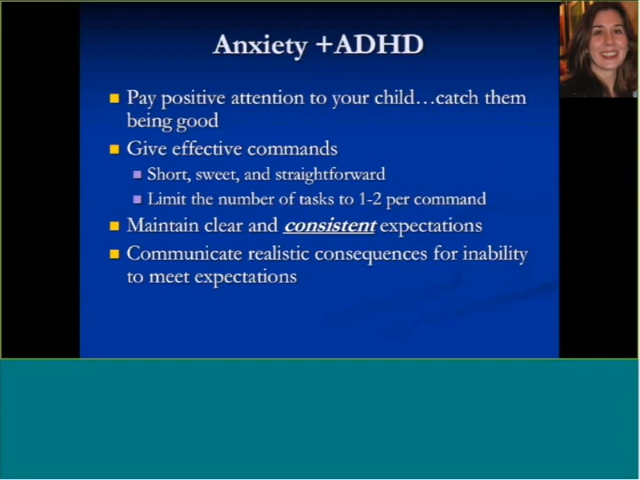 Anxiety +ADHD
Pay positive attention to your child…catch them
being good
Give effective commands
Short, sweet, and straightforward
Limit the number of tasks to 1-2 per command
Maintain clear and consistent expectations
Communicate realistic consequences for inability
to meet expectations